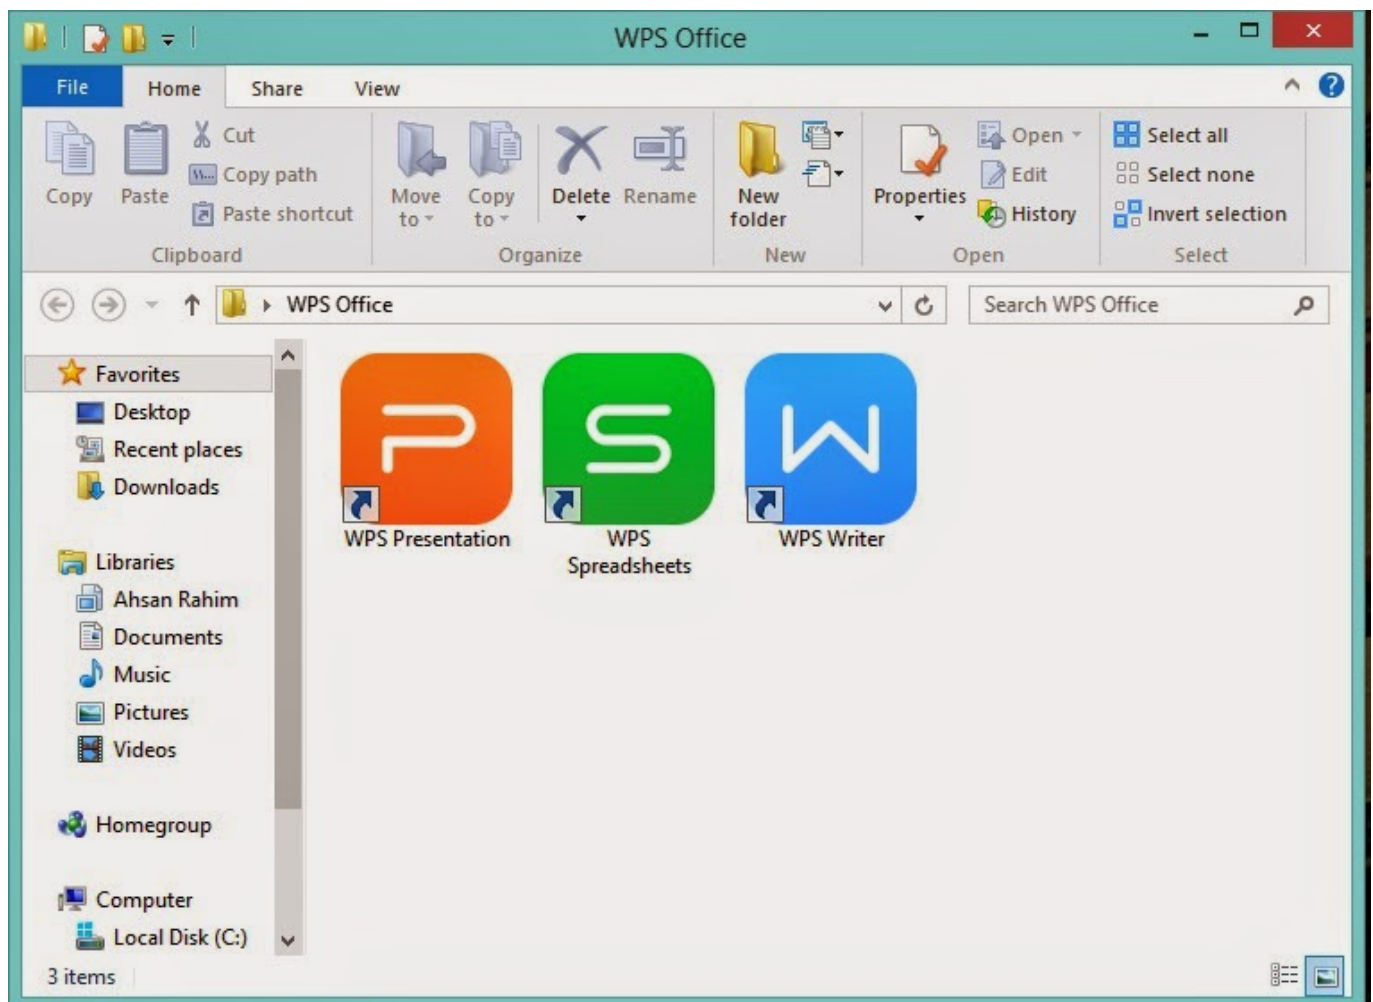 WPS Office
File Home Share View
Copy
Paste
Cut
Copy path
Paste shortcut
Clipboard
Move to
Copy to
Delete
Rename
Organize
New folder
New
Properties
Open
Edit
History
Open
Select all
Select none
Invert selection
Select
WPS Office
Search WPS Office
Favorites
Desktop
Recent places
Downloads
Libraries
Ahsan Rahim
Documents
Music
Pictures
Videos
Homegroup
Computer
Local Disk (C:)
P
WPS Presentation
S
WPS
Spreadsheets
W
WPS Writer
3 items